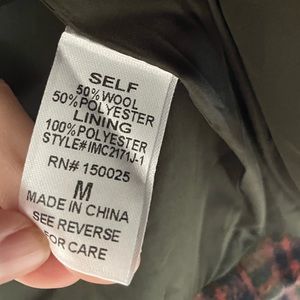 SELF
50% WOOL
50% POLYESTER
LINING
100% POLYESTER
STYLE# IMC2171J-1
RN# 150025
M
MADE IN CHINA
SEE REVERSE
FOR CARE